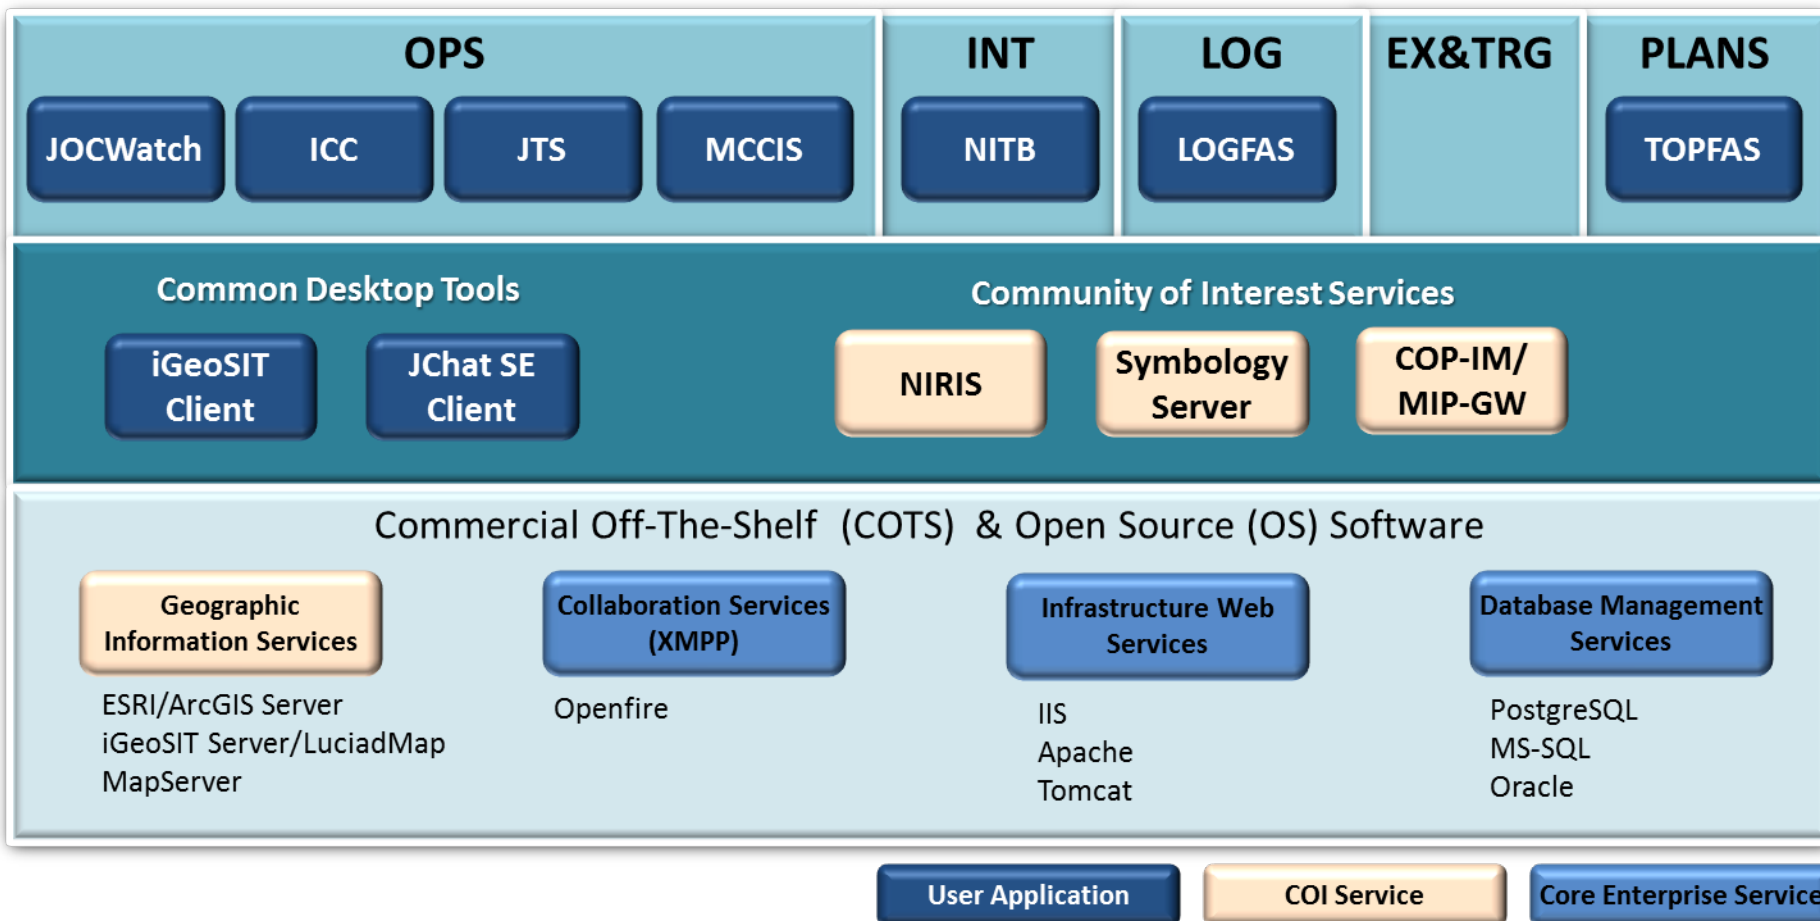 OPS
INT
LOG
EX&TRG
PLANS
JOCWatch
ICC
JTS
MCCIS
NITB
LOGFAS
TOPFAS
Common Desktop Tools
Community of Interest Services
iGeoSIT
Client
JChat SE
Client
NIRIS
Symbology
Server
COP-IM/
MIP-GW
Commercial Off-The-Shelf (COTS) & Open Source (OS) Software
Geographic
Information Services
ESRI/ArcGIS Server
iGeoSIT Server/LuciadMap
MapServer
Collaboration Services
(XMPP)
Openfire
Infrastructure Web
Services
IIS
Apache
Tomcat
Database Management
Services
PostgreSQL
MS-SQL
Oracle
User Application
COI Service
Core Enterprise Service